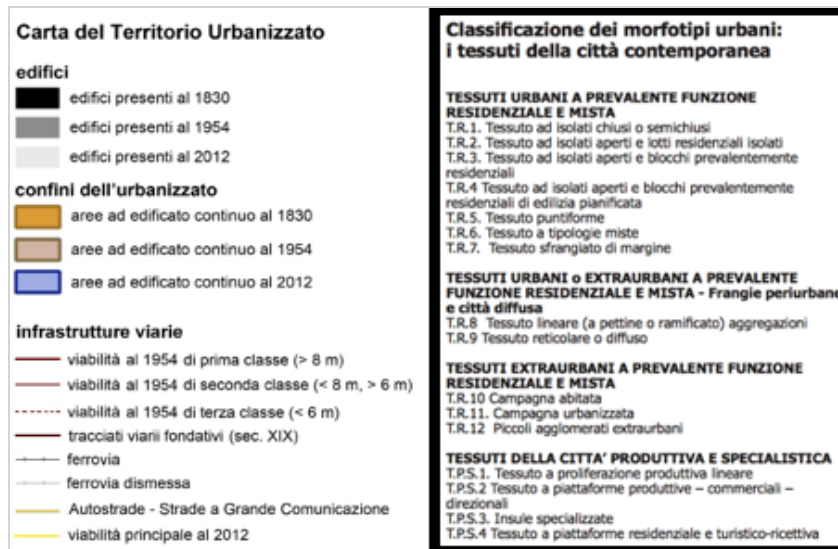 Carta del Territorio Urbanizzato
edifici
edifici presenti al 1830
edifici presenti al 1954
edifici presenti al 2012
confini dell'urbanizzato
aree ad edificato continuo al 1830
aree ad edificato continuo al 1954
aree ad edificato continuo al 2012
infrastrutture viarie
viabilità al 1954 di prima classe (> 8 m)
viabilità al 1954 di seconda classe (< 8 m, > 6 m)
viabilità al 1954 di terza classe (< 6 m)
tracciati viarii fondativi (sec. XIX)
ferrovia
ferrovia dismessa
Autostrade - Strade a Grande Comunicazione
viabilità principale al 2012
Classificazione dei morfotipi urbani:
i tessuti della città contemporanea
TESSUTI URBANI A PREVALENTE FUNZIONE
RESIDENZIALE E MISTA
T.R.1. Tessuto ad isolati chiusi o semichiusi
T.R.2. Tessuto ad isolati aperti e lotti residenziali isolati
T.R.3. Tessuto ad isolati aperti e blocchi prevalentemente
residenziali
T.R.4 Tessuto ad isolati aperti e blocchi prevalentemente
residenziali di edilizia pianificata
T.R.5. Tessuto puntiforme
T.R.6. Tessuto a tipologie miste
T.R.7. Tessuto sfrangiato di margine
TESSUTI URBANI o EXTRAURBANI A PREVALENTE
FUNZIONE RESIDENZIALE E MISTA - Frangie periurbane
e città diffusa
T.R.8 Tessuto lineare (a pettine o ramificato) aggregazioni
T.R.9 Tessuto reticolare o diffuso
TESSUTI EXTRAURBANI A PREVALENTE FUNZIONE
RESIDENZIALE E MISTA
T.R.10 Campagna abitata
T.R.11. Campagna urbanizzata
T.R.12 Piccoli agglomerati extraurbani
TESSUTI DELLA CITTA' PRODUTTIVA E SPECIALISTICA
T.P.S.1. Tessuto a proliferazione produttiva lineare
T.P.S.2 Tessuto a piattaforme produttive – commerciali –
direzionali
T.P.S.3. Insule specializzate
T.P.S.4 Tessuto a piattaforme residenziale e turistico-ricettiva